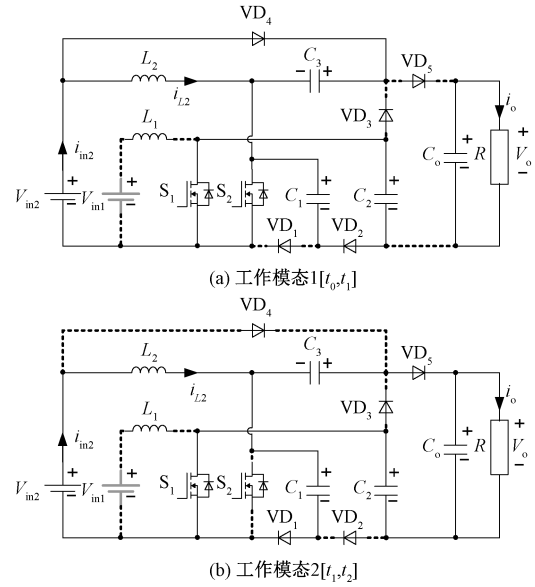 VD4
L2
C3
VD5
iL2
L1
VD3
io
iin2
Vin2
Vin1
S1
S2
C1
C2
Co
R
Vo
VD1
VD2
(a) 工作模态1[t0,t1]
VD4
L2
C3
VD5
iL2
L1
VD3
io
iin2
Vin2
Vin1
S1
S2
C1
C2
Co
R
Vo
VD1
VD2
(b) 工作模态2[t1,t2]